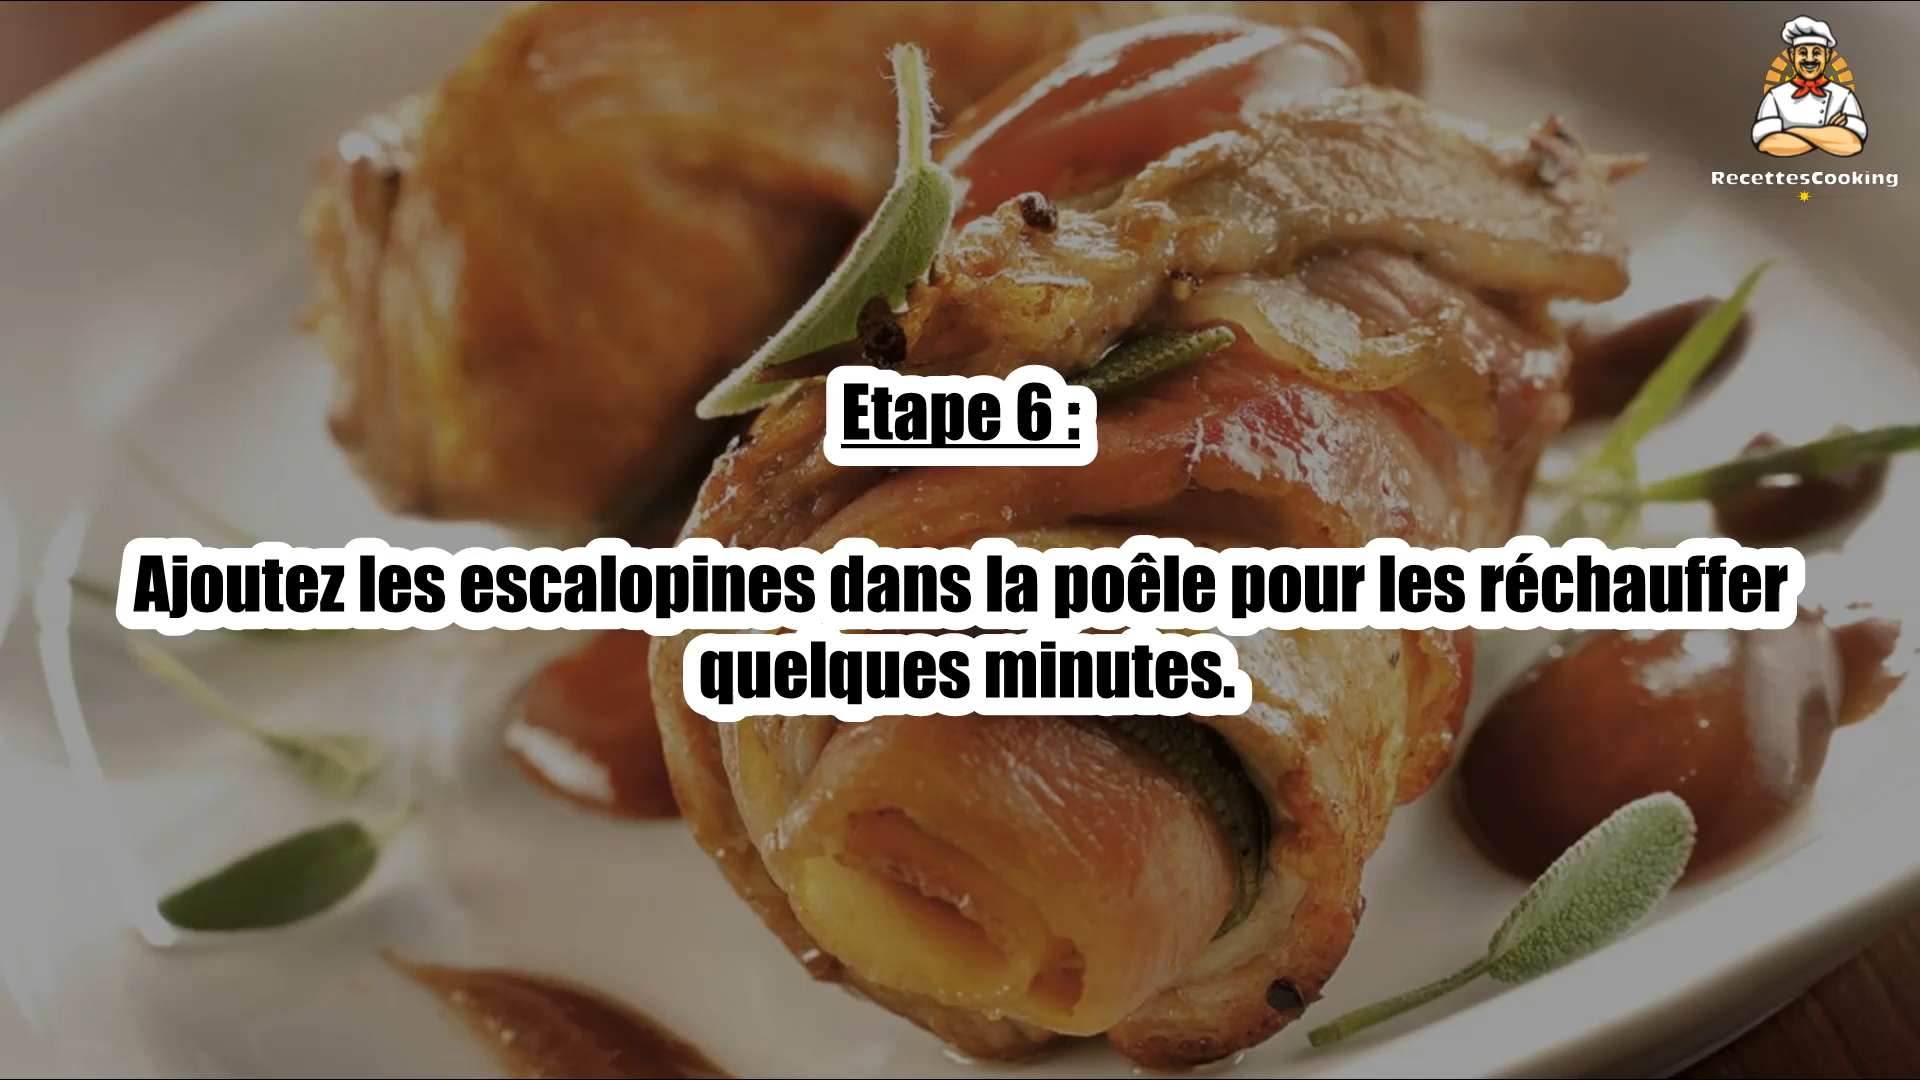 RecettesCooking
Etape 6 :
Ajoutez les escalopines dans la poêle pour les réchauffer
quelques minutes.